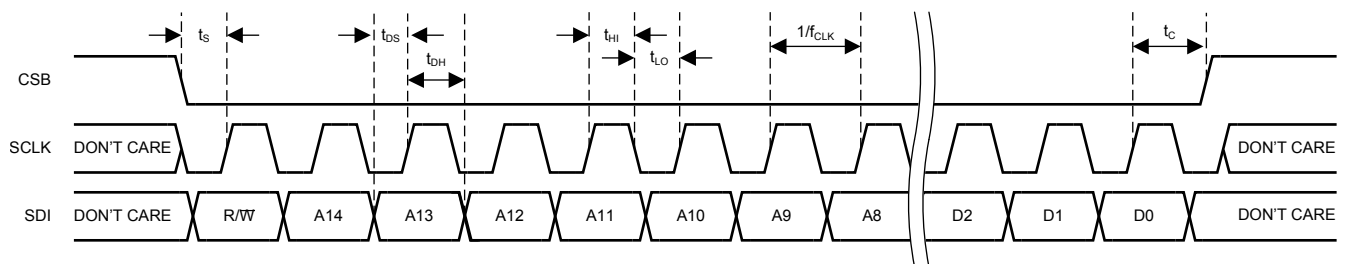 tS tDS tHI 1/fCLK tC
tDH tLO
CSB
SCLK DON'T CARE DON'T CARE
SDI DON'T CARE R/W̅ A14 A13 A12 A11 A10 A9 A8 D2 D1 D0 DON'T CARE